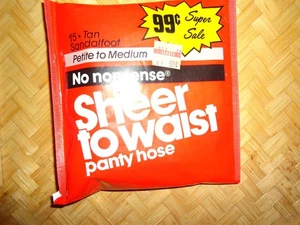 99¢ Super
Sale
15 • Tan
Sandalfoot
Petite to Medium
No nonsense®
Sheer
to waist
panty hose